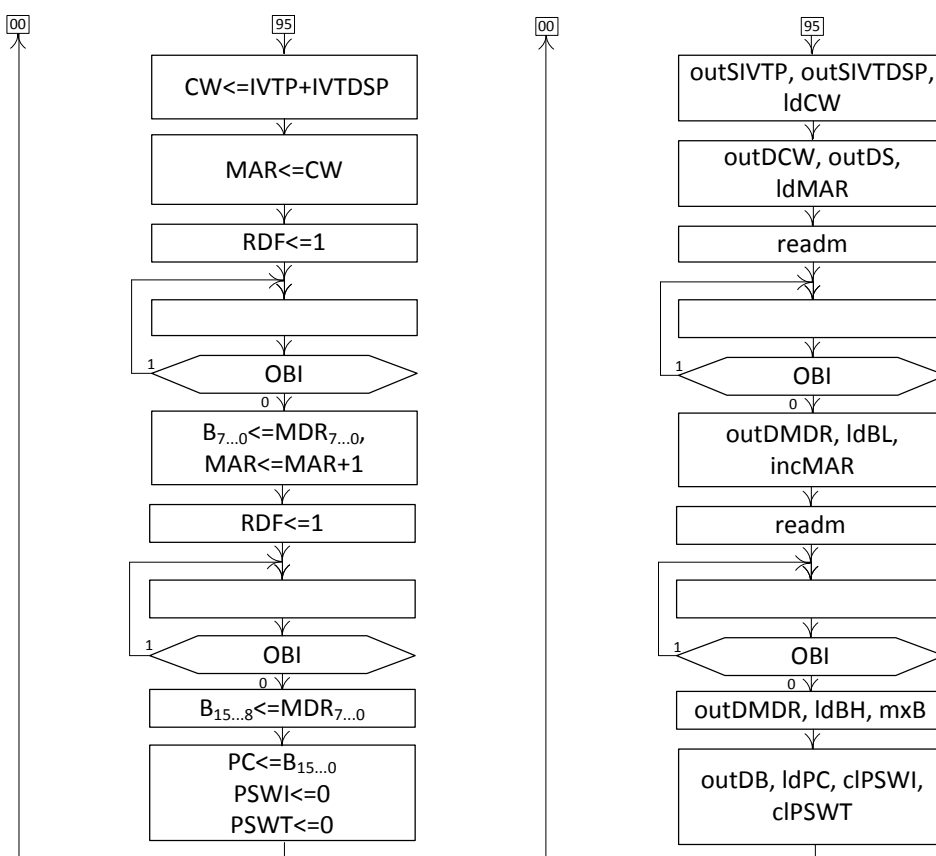 00
95
CW<=IVTP+IVTDSP
MAR<=CW
RDF<=1
1
OBI
0
B7...0<=MDR7...0,
MAR<=MAR+1
RDF<=1
1
OBI
0
B15...8<=MDR7...0
PC<=B15...0
PSWI<=0
PSWT<=0
00
95
outSIVTP, outSIVTDSP,
ldCW
outDCW, outDS,
ldMAR
readm
1
OBI
0
outDMDR, ldBL,
incMAR
readm
1
OBI
0
outDMDR, ldBH, mxB
outDB, ldPC, clPSWI,
clPSWT